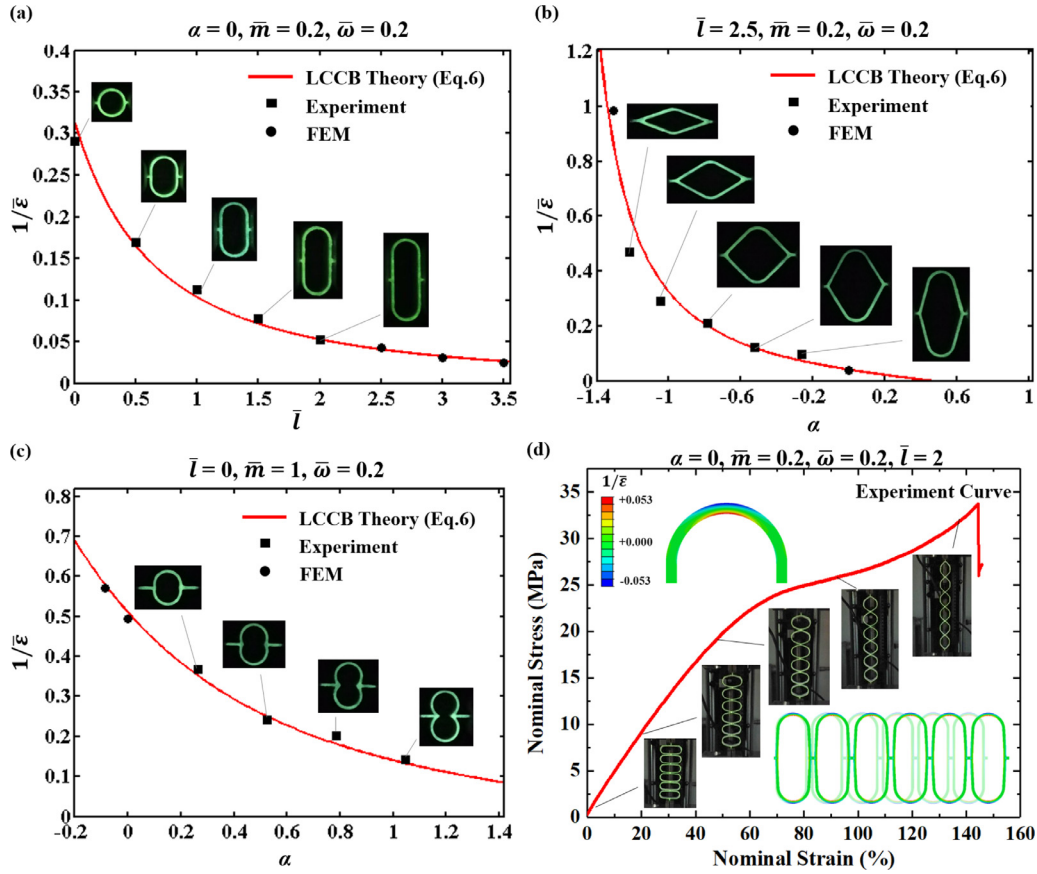 (a)
α = 0, m̅ = 0.2, ω̅ = 0.2
0.4
0.35
0.3
0.25
0.2
0.15
0.1
0.05
0
1/ε̅
LCCB Theory (Eq.6)
Experiment
FEM
0 0.5 1 1.5 2 2.5 3 3.5
l̅
(b)
l̅ = 2.5, m̅ = 0.2, ω̅ = 0.2
1.2
1
0.8
0.6
0.4
0.2
0
1/ε̅
LCCB Theory (Eq.6)
Experiment
FEM
-1.4 -1 -0.6 -0.2 0.2 0.6 1
α
(c)
l̅ = 0, m̅ = 1, ω̅ = 0.2
0.8
0.7
0.6
0.5
0.4
0.3
0.2
0.1
0
1/ε̅
LCCB Theory (Eq.6)
Experiment
FEM
-0.2 0 0.2 0.4 0.6 0.8 1 1.2 1.4
α
(d)
α = 0, m̅ = 0.2, ω̅ = 0.2, l̅ = 2
35
30
25
20
15
10
5
0
Nominal Stress (MPa)
1/ε̅
+0.053
+0.000
-0.053
Experiment Curve
0 20 40 60 80 100 120 140 160
Nominal Strain (%)